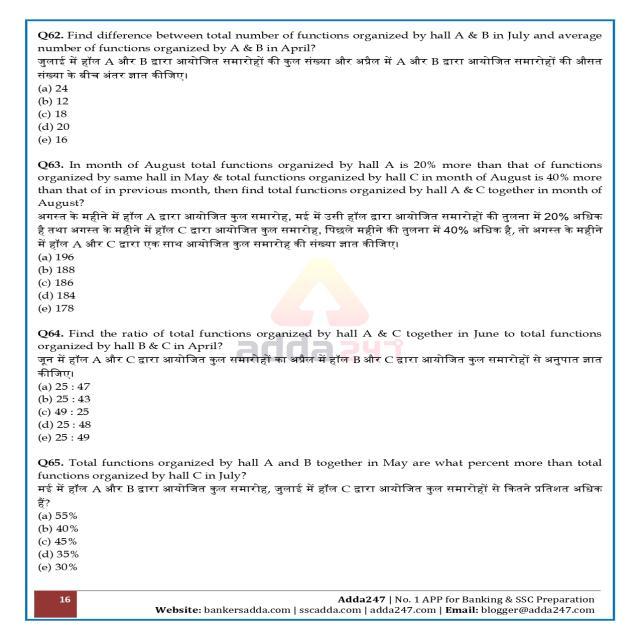 Q62. Find difference between total number of functions organized by hall A & B in July and average
number of functions organized by A & B in April?
जुलाई में हॉल A और B द्वारा आयोजित समारोहों की कुल संख्या और अप्रैल में A और B द्वारा आयोजित समारोहों की औसत
संख्या के बीच अंतर ज्ञात कीजिए।
(a) 24
(b) 12
(c) 18
(d) 20
(e) 16
Q63. In month of August total functions organized by hall A is 20% more than that of functions
organized by same hall in May & total functions organized by hall C in month of August is 40% more
than that of in previous month, then find total functions organized by hall A & C together in month of
August?
अगस्त के महीने में हॉल A द्वारा आयोजित कुल समारोह, मई में उसी हॉल द्वारा आयोजित समारोहों की तुलना में 20% अधिक
है तथा अगस्त के महीने में हॉल C द्वारा आयोजित कुल समारोह, पिछले महीने की तुलना में 40% अधिक है, तो अगस्त के महीने
में हॉल A और C द्वारा एक साथ आयोजित कुल समारोह की संख्या ज्ञात कीजिए।
(a) 196
(b) 188
(c) 186
(d) 184
(e) 178
Q64. Find the ratio of total functions organized by hall A & C together in June to total functions
organized by hall B & C in April?
जून में हॉल A और C द्वारा आयोजित कुल समारोहों का अप्रैल में हॉल B और C द्वारा आयोजित कुल समारोहों से अनुपात ज्ञात
कीजिए।
adda247
(a) 25 : 47
(b) 25 : 43
(c) 49 : 25
(d) 25 : 48
(e) 25 : 49
Q65. Total functions organized by hall A and B together in May are what percent more than total
functions organized by hall C in July?
मई में हॉल A और B द्वारा आयोजित कुल समारोह, जुलाई में हॉल C द्वारा आयोजित कुल समारोहों से कितने प्रतिशत अधिक
हैं?
(a) 55%
(b) 40%
(c) 45%
(d) 35%
(e) 30%
16
Adda247 | No. 1 APP for Banking & SSC Preparation
Website: bankersadda.com | sscadda.com | adda247.com | Email: blogger@adda247.com